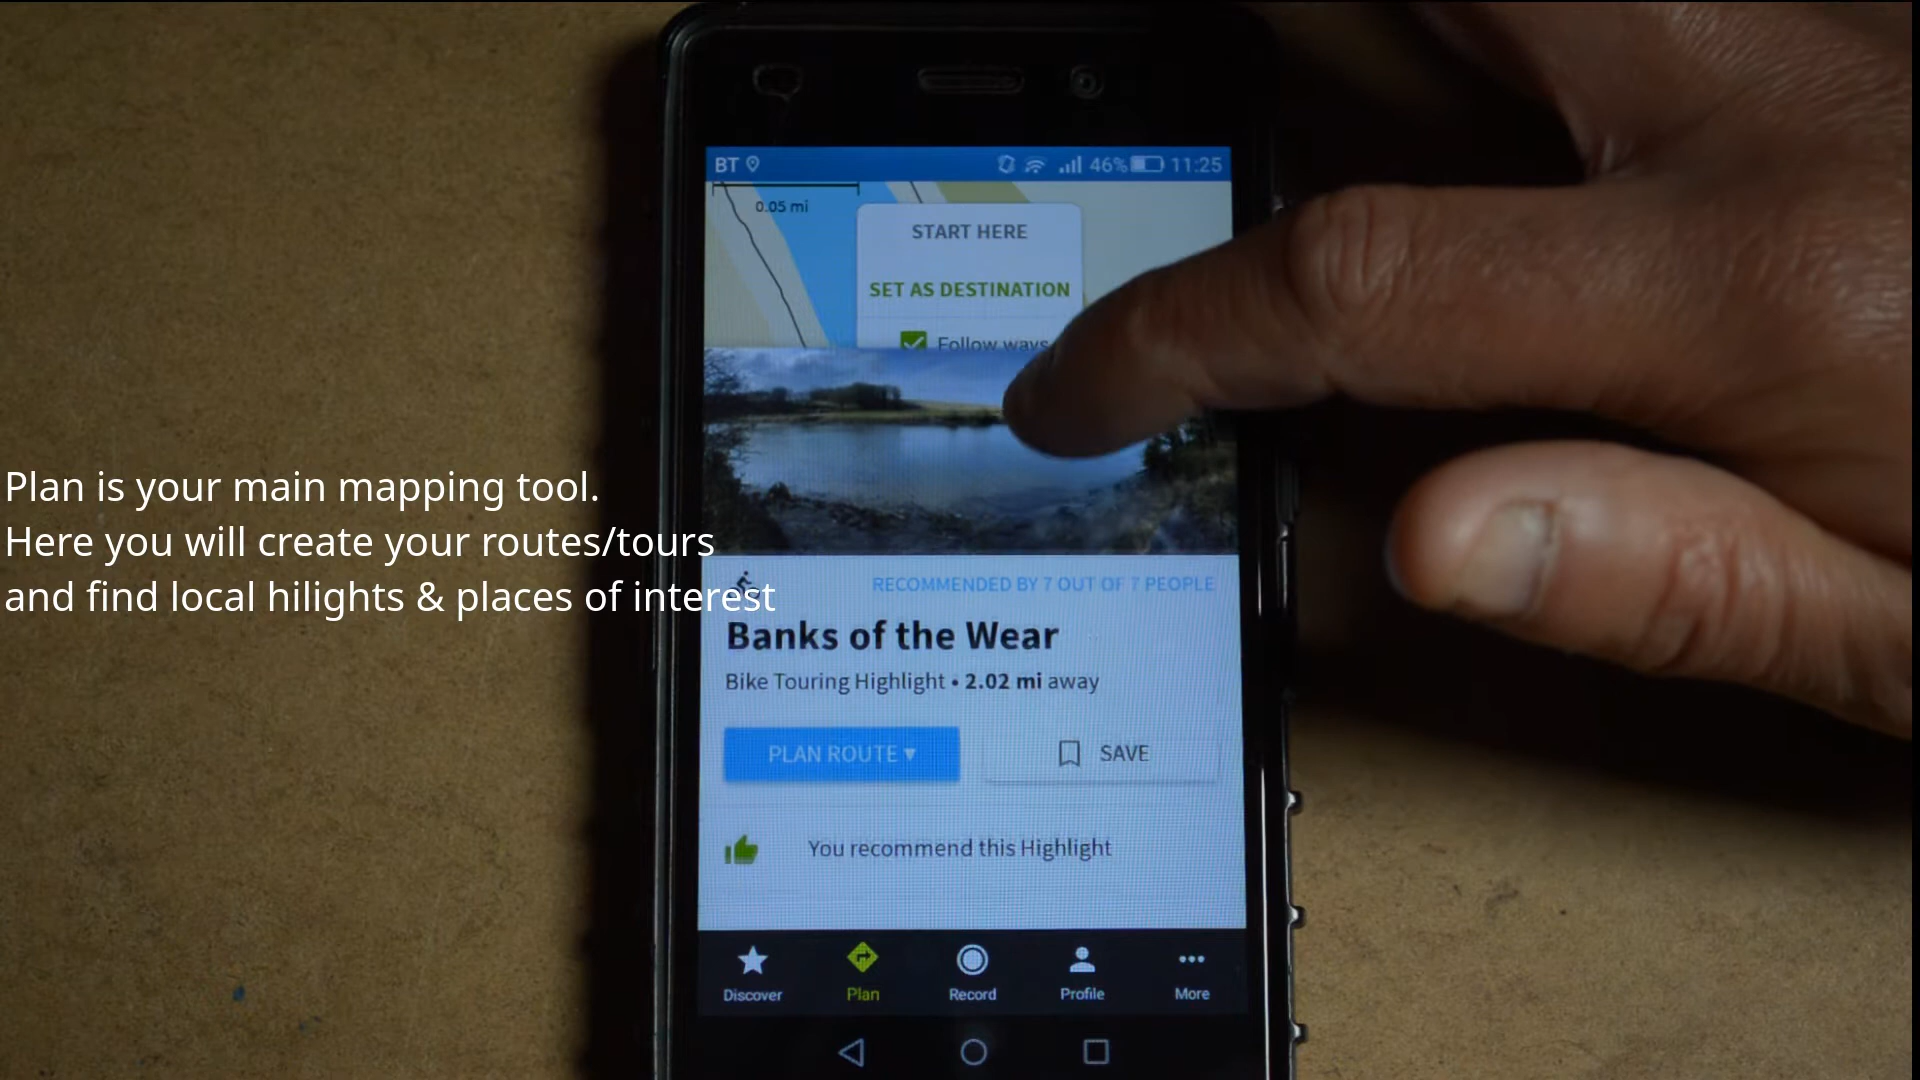 BT 46% 11:25
0.05 mi
START HERE
SET AS DESTINATION
Follow ways
Plan is your main mapping tool.
Here you will create your routes/tours
and find local hilights & places of interest
RECOMMENDED BY 7 OUT OF 7 PEOPLE
Banks of the Wear
Bike Touring Highlight • 2.02 mi away
PLAN ROUTE ▾ SAVE
You recommend this Highlight
Discover Plan Record Profile More